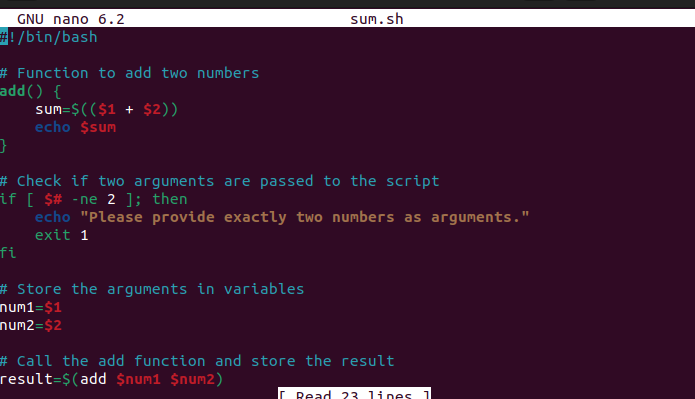 GNU nano 6.2 sum.sh
#!/bin/bash
# Function to add two numbers
add() {
    sum=$(($1 + $2))
    echo $sum
}
# Check if two arguments are passed to the script
if [ $# -ne 2 ]; then
    echo "Please provide exactly two numbers as arguments."
    exit 1
fi
# Store the arguments in variables
num1=$1
num2=$2
# Call the add function and store the result
result=$(add $num1 $num2)
[ Read 23 lines ]